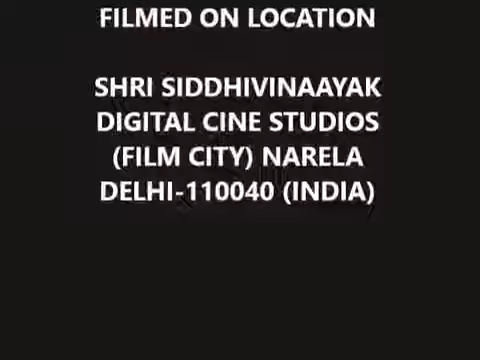 FILMED ON LOCATION
SHRI SIDDHIVINAAYAK
DIGITAL CINE STUDIOS
(FILM CITY) NARELA
DELHI-110040 (INDIA)